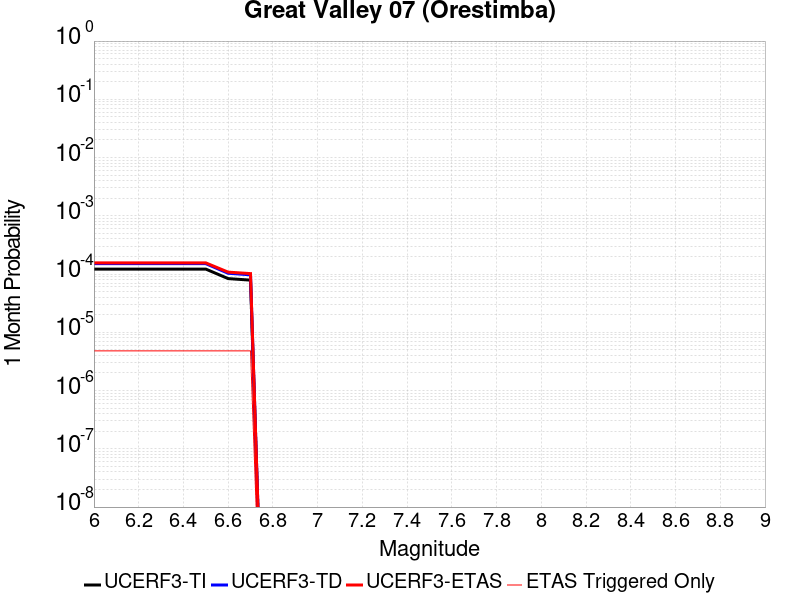 Great Valley 07 (Orestimba)
10^0
10^-1
10^-2
10^-3
10^-4
10^-5
10^-6
10^-7
10^-8
1 Month Probability
6 6.2 6.4 6.6 6.8 7 7.2 7.4 7.6 7.8 8 8.2 8.4 8.6 8.8 9
Magnitude
UCERF3-TI UCERF3-TD UCERF3-ETAS ETAS Triggered Only